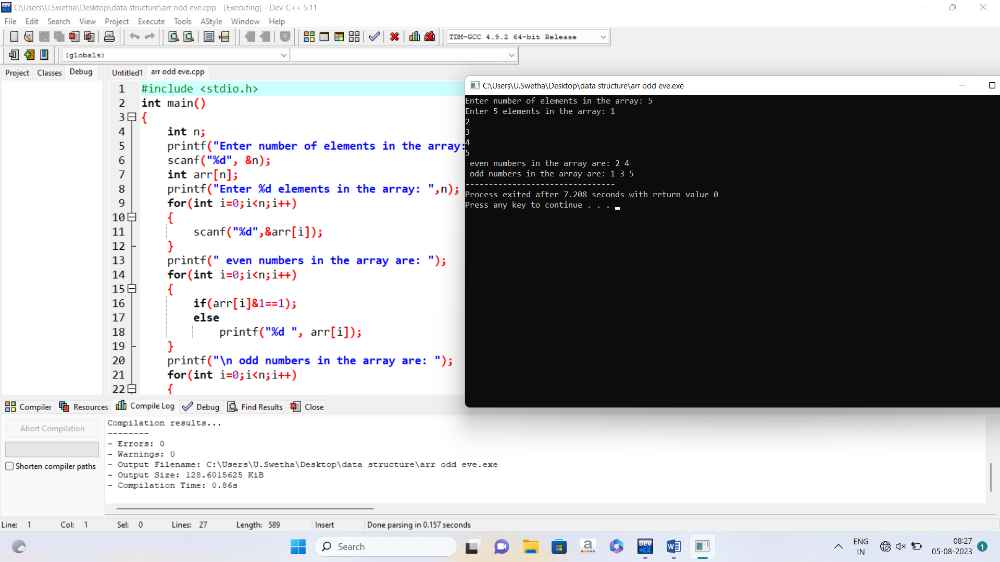 C:\Users\U.Swetha\Desktop\data structure\arr odd eve.cpp - [Executing] - Dev-C++ 5.11
File Edit Search View Project Execute Tools AStyle Window Help
TDM-GCC 4.9.2 64-bit Release
(globals)
Project Classes Debug
Untitled1 arr odd eve.cpp
1 #include <stdio.h>
2 int main()
3 {
4 int n;
5 printf("Enter number of elements in the array:
6 scanf("%d", &n);
7 int arr[n];
8 printf("Enter %d elements in the array: ",n);
9 for(int i=0;i<n;i++)
10 {
11 scanf("%d",&arr[i]);
12 }
13 printf(" even numbers in the array are: ");
14 for(int i=0;i<n;i++)
15 {
16 if(arr[i]&1==1);
17 else
18 printf("%d ", arr[i]);
19 }
20 printf("\n odd numbers in the array are: ");
21 for(int i=0;i<n;i++)
22 {
C:\Users\U.Swetha\Desktop\data structure\arr odd eve.exe
Enter number of elements in the array: 5
Enter 5 elements in the array: 1
2
3
4
5
even numbers in the array are: 2 4
odd numbers in the array are: 1 3 5
--------------------------------
Process exited after 7.208 seconds with return value 0
Press any key to continue . . .
Compiler Resources Compile Log Debug Find Results Close
Abort Compilation
Shorten compiler paths
Compilation results...
--------
- Errors: 0
- Warnings: 0
- Output Filename: C:\Users\U.Swetha\Desktop\data structure\arr odd eve.exe
- Output Size: 128.6015625 KiB
- Compilation Time: 0.86s
Line: 1 Col: 1 Sel: 0 Lines: 27 Length: 589 Insert Done parsing in 0.157 seconds
Search
DEV
C++
W
a
ENG
IN
08:27
05-08-2023
1